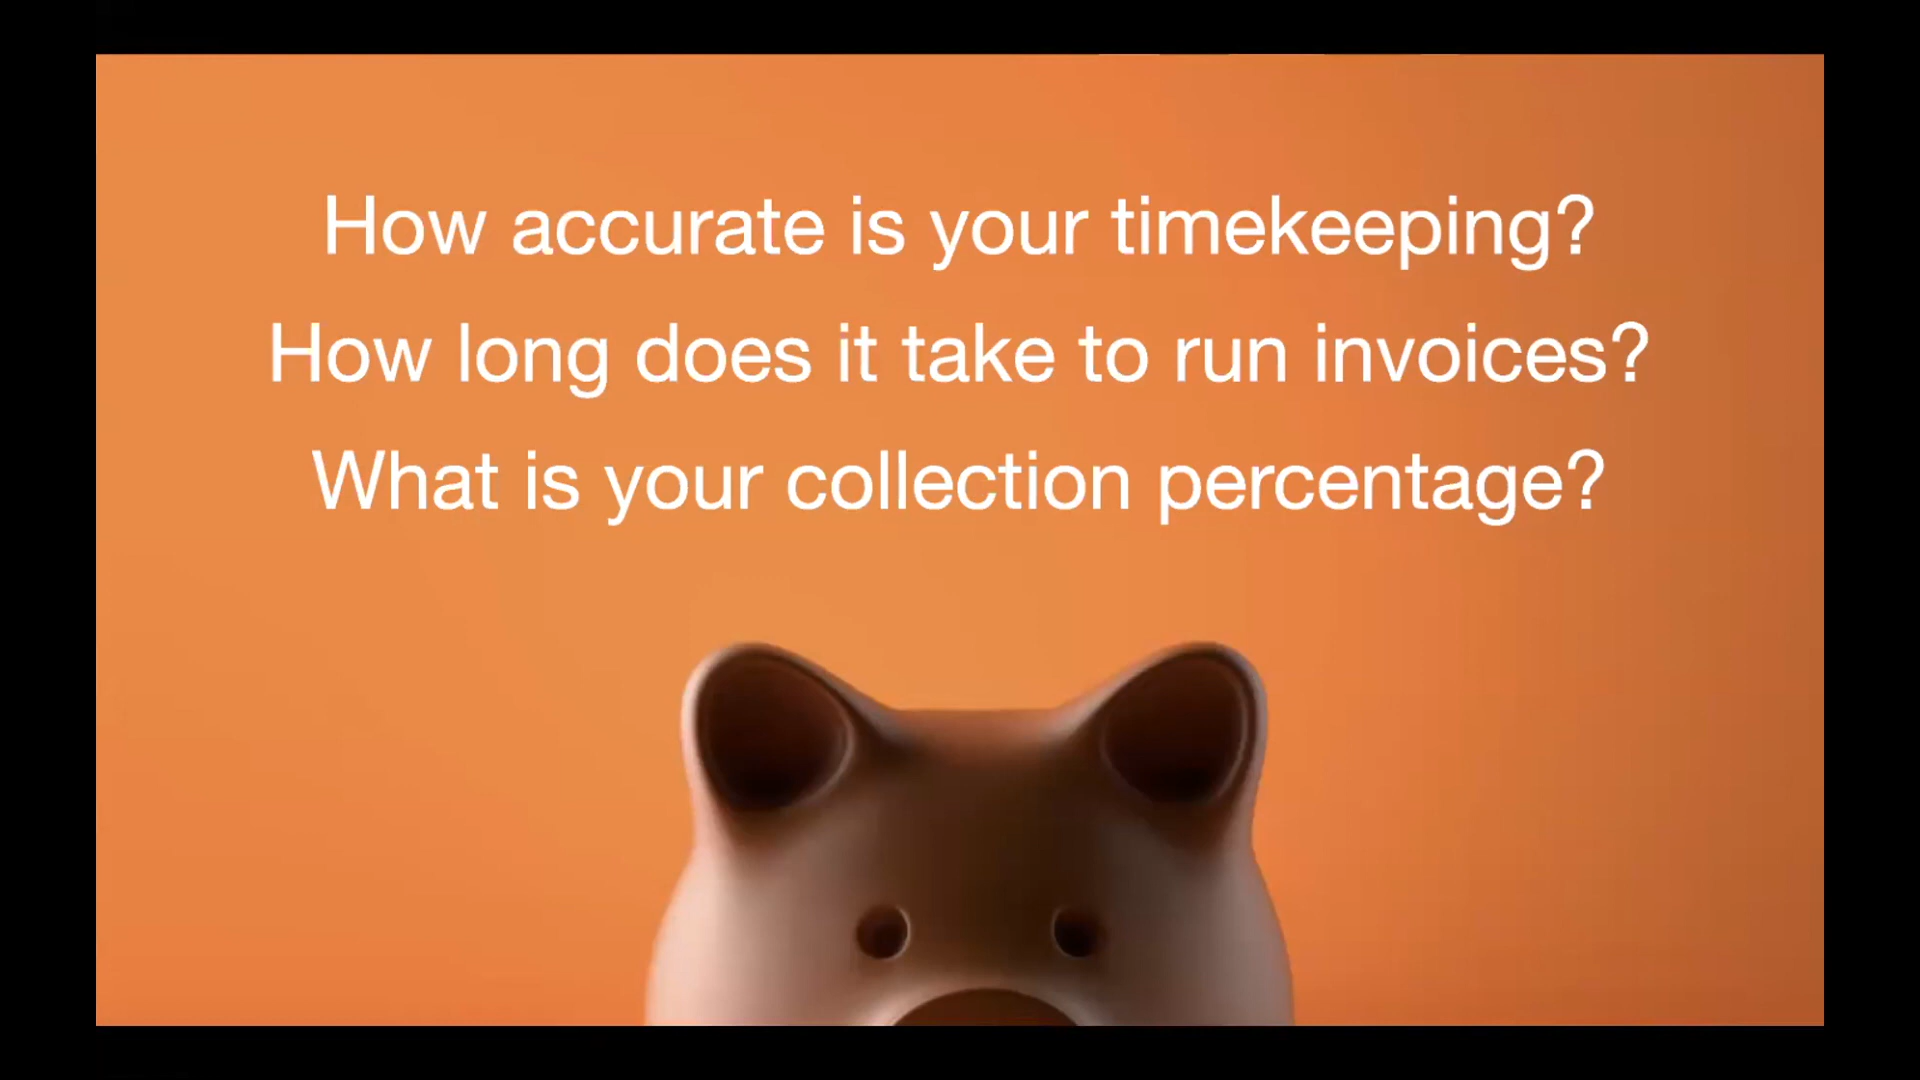 How accurate is your timekeeping?
How long does it take to run invoices?
What is your collection percentage?